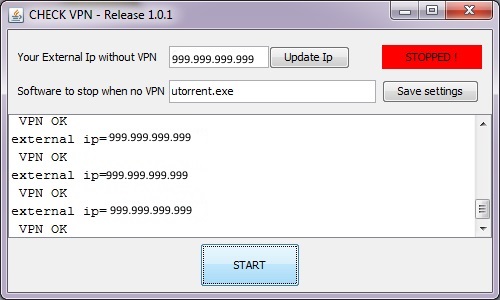 CHECK VPN - Release 1.0.1
Your External Ip without VPN 999.999.999.999 Update Ip STOPPED !
Software to stop when no VPN utorrent.exe Save settings
VPN OK
external ip=999.999.999.999
VPN OK
external ip=999.999.999.999
VPN OK
external ip= 999.999.999.999
VPN OK
START